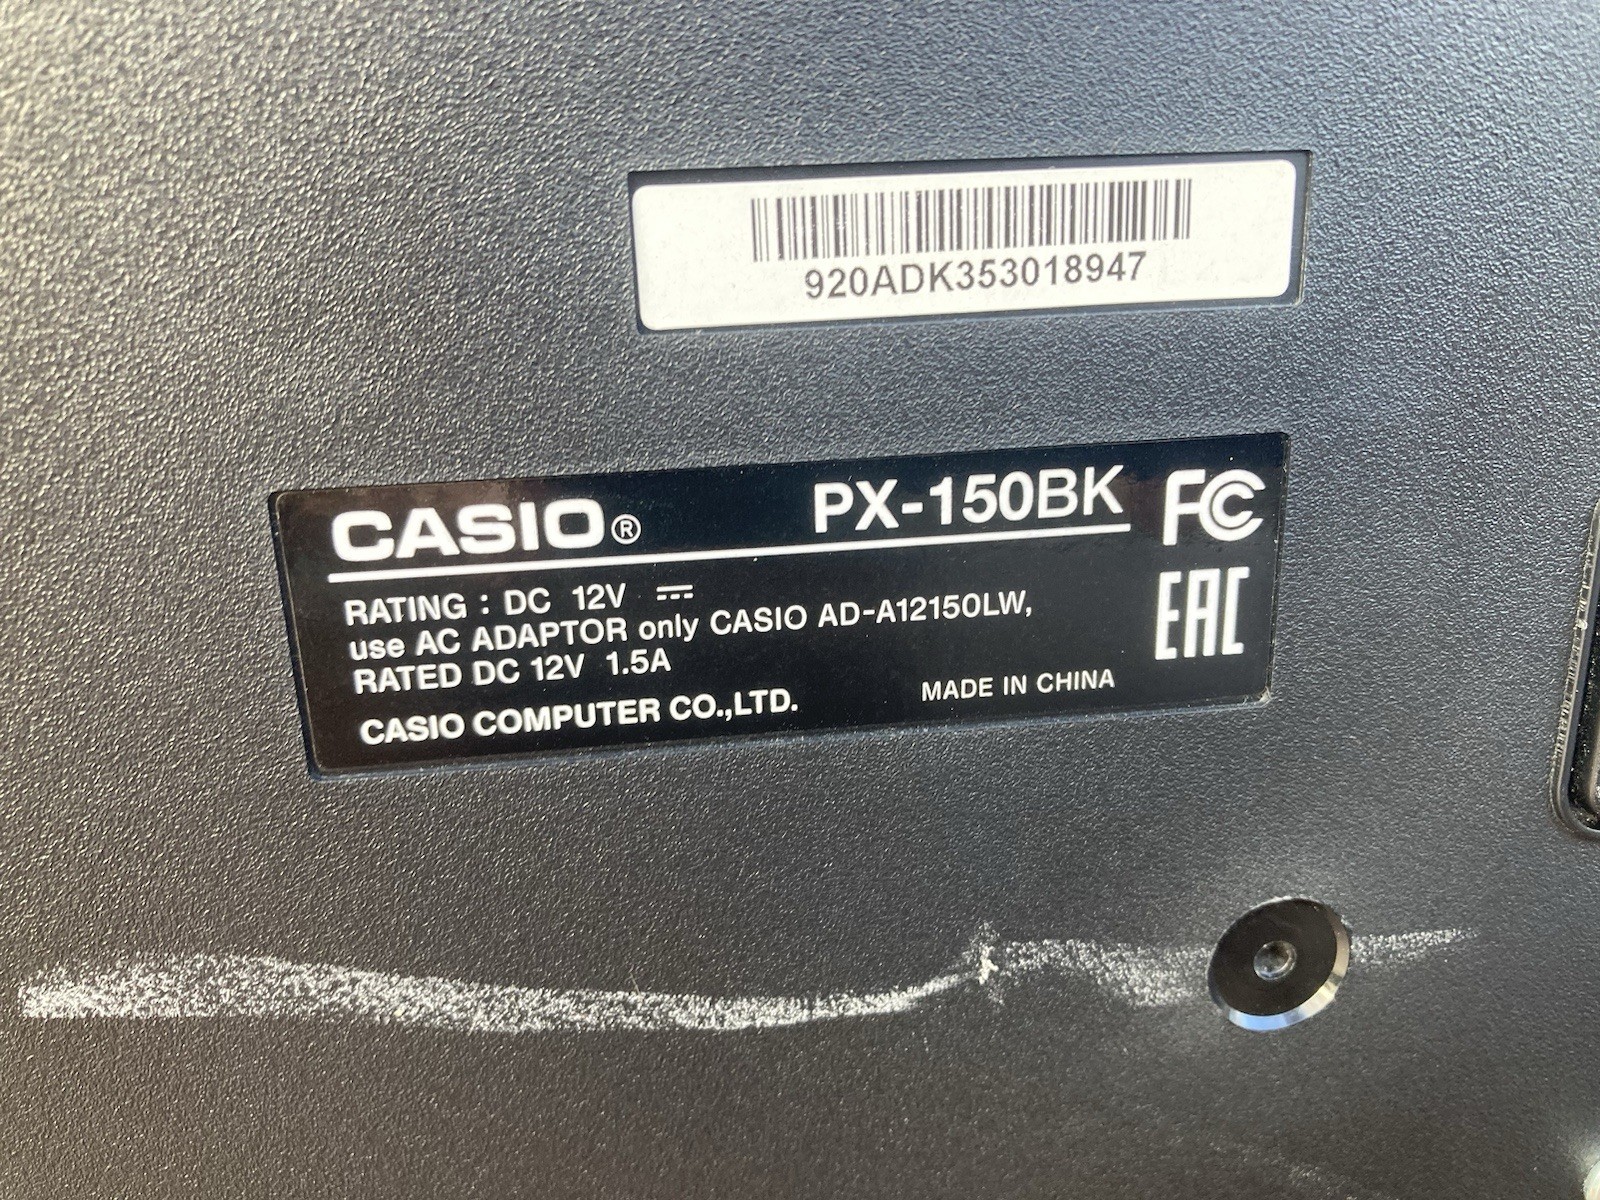 920ADK353018947
CASIO® PX-150BK FC
RATING : DC 12V ⎓
use AC ADAPTOR only CASIO AD-A12150LW,
RATED DC 12V 1.5A
EAC
CASIO COMPUTER CO.,LTD. MADE IN CHINA